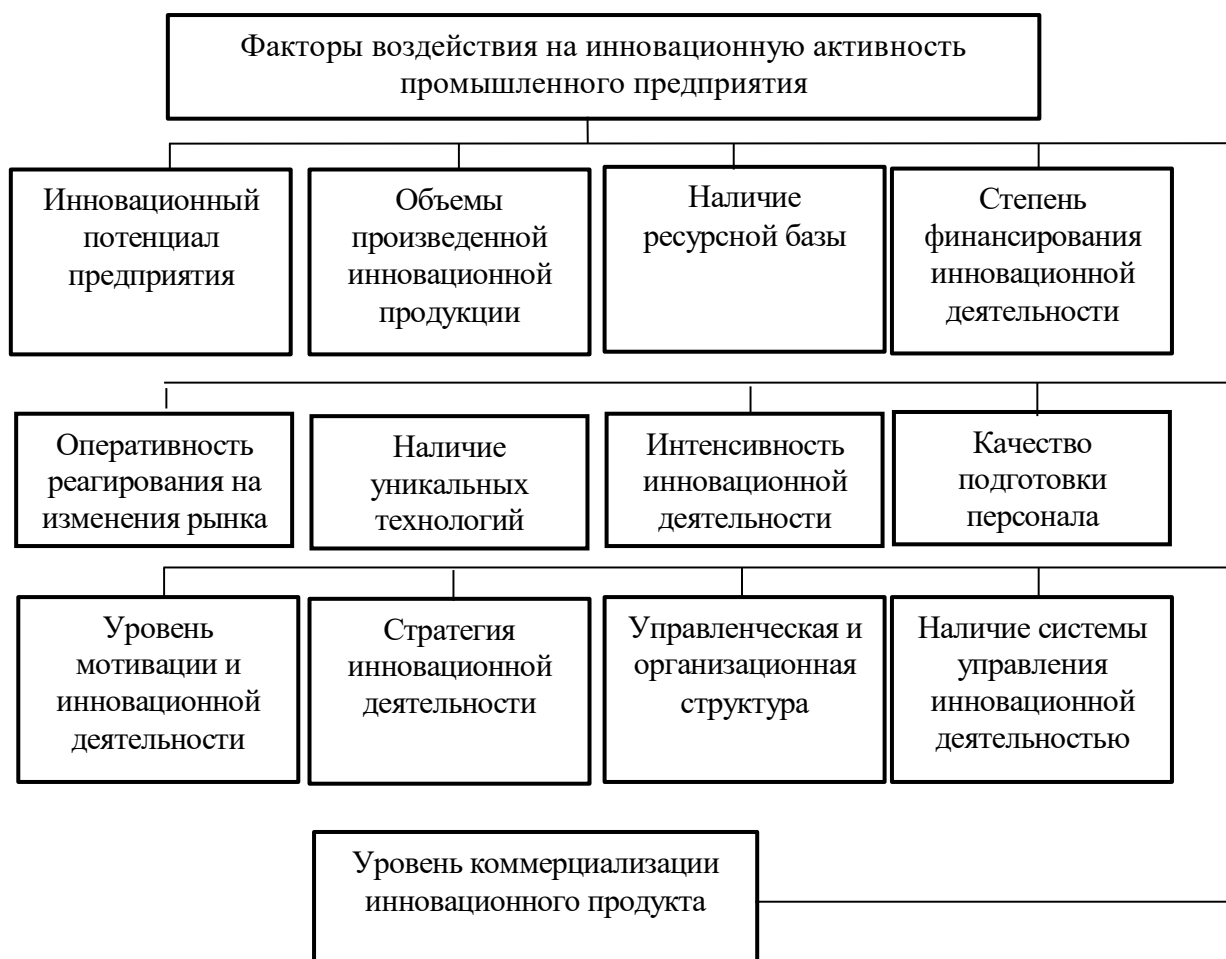 Факторы воздействия на инновационную активность
промышленного предприятия
Инновационный
потенциал
предприятия
Объемы
произведенной
инновационной
продукции
Наличие
ресурсной базы
Степень
финансирования
инновационной
деятельности
Оперативность
реагирования на
изменения рынка
Наличие
уникальных
технологий
Интенсивность
инновационной
деятельности
Качество
подготовки
персонала
Уровень
мотивации и
инновационной
деятельности
Стратегия
инновационной
деятельности
Управленческая и
организационная
структура
Наличие системы
управления
инновационной
деятельностью
Уровень коммерциализации
инновационного продукта